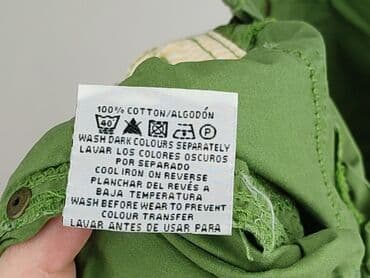 100% COTTON/ALGODÓN
40 P
WASH DARK COLOURS SEPARATELY
LAVAR LOS COLORES OSCUROS
POR SEPARADO
COOL IRON ON REVERSE
PLANCHAR DEL REVÉS A
BAJA TEMPERATURA
WASH BEFORE WEAR TO PREVENT
COLOUR TRANSFER
LAVAR ANTES DE USAR PARA